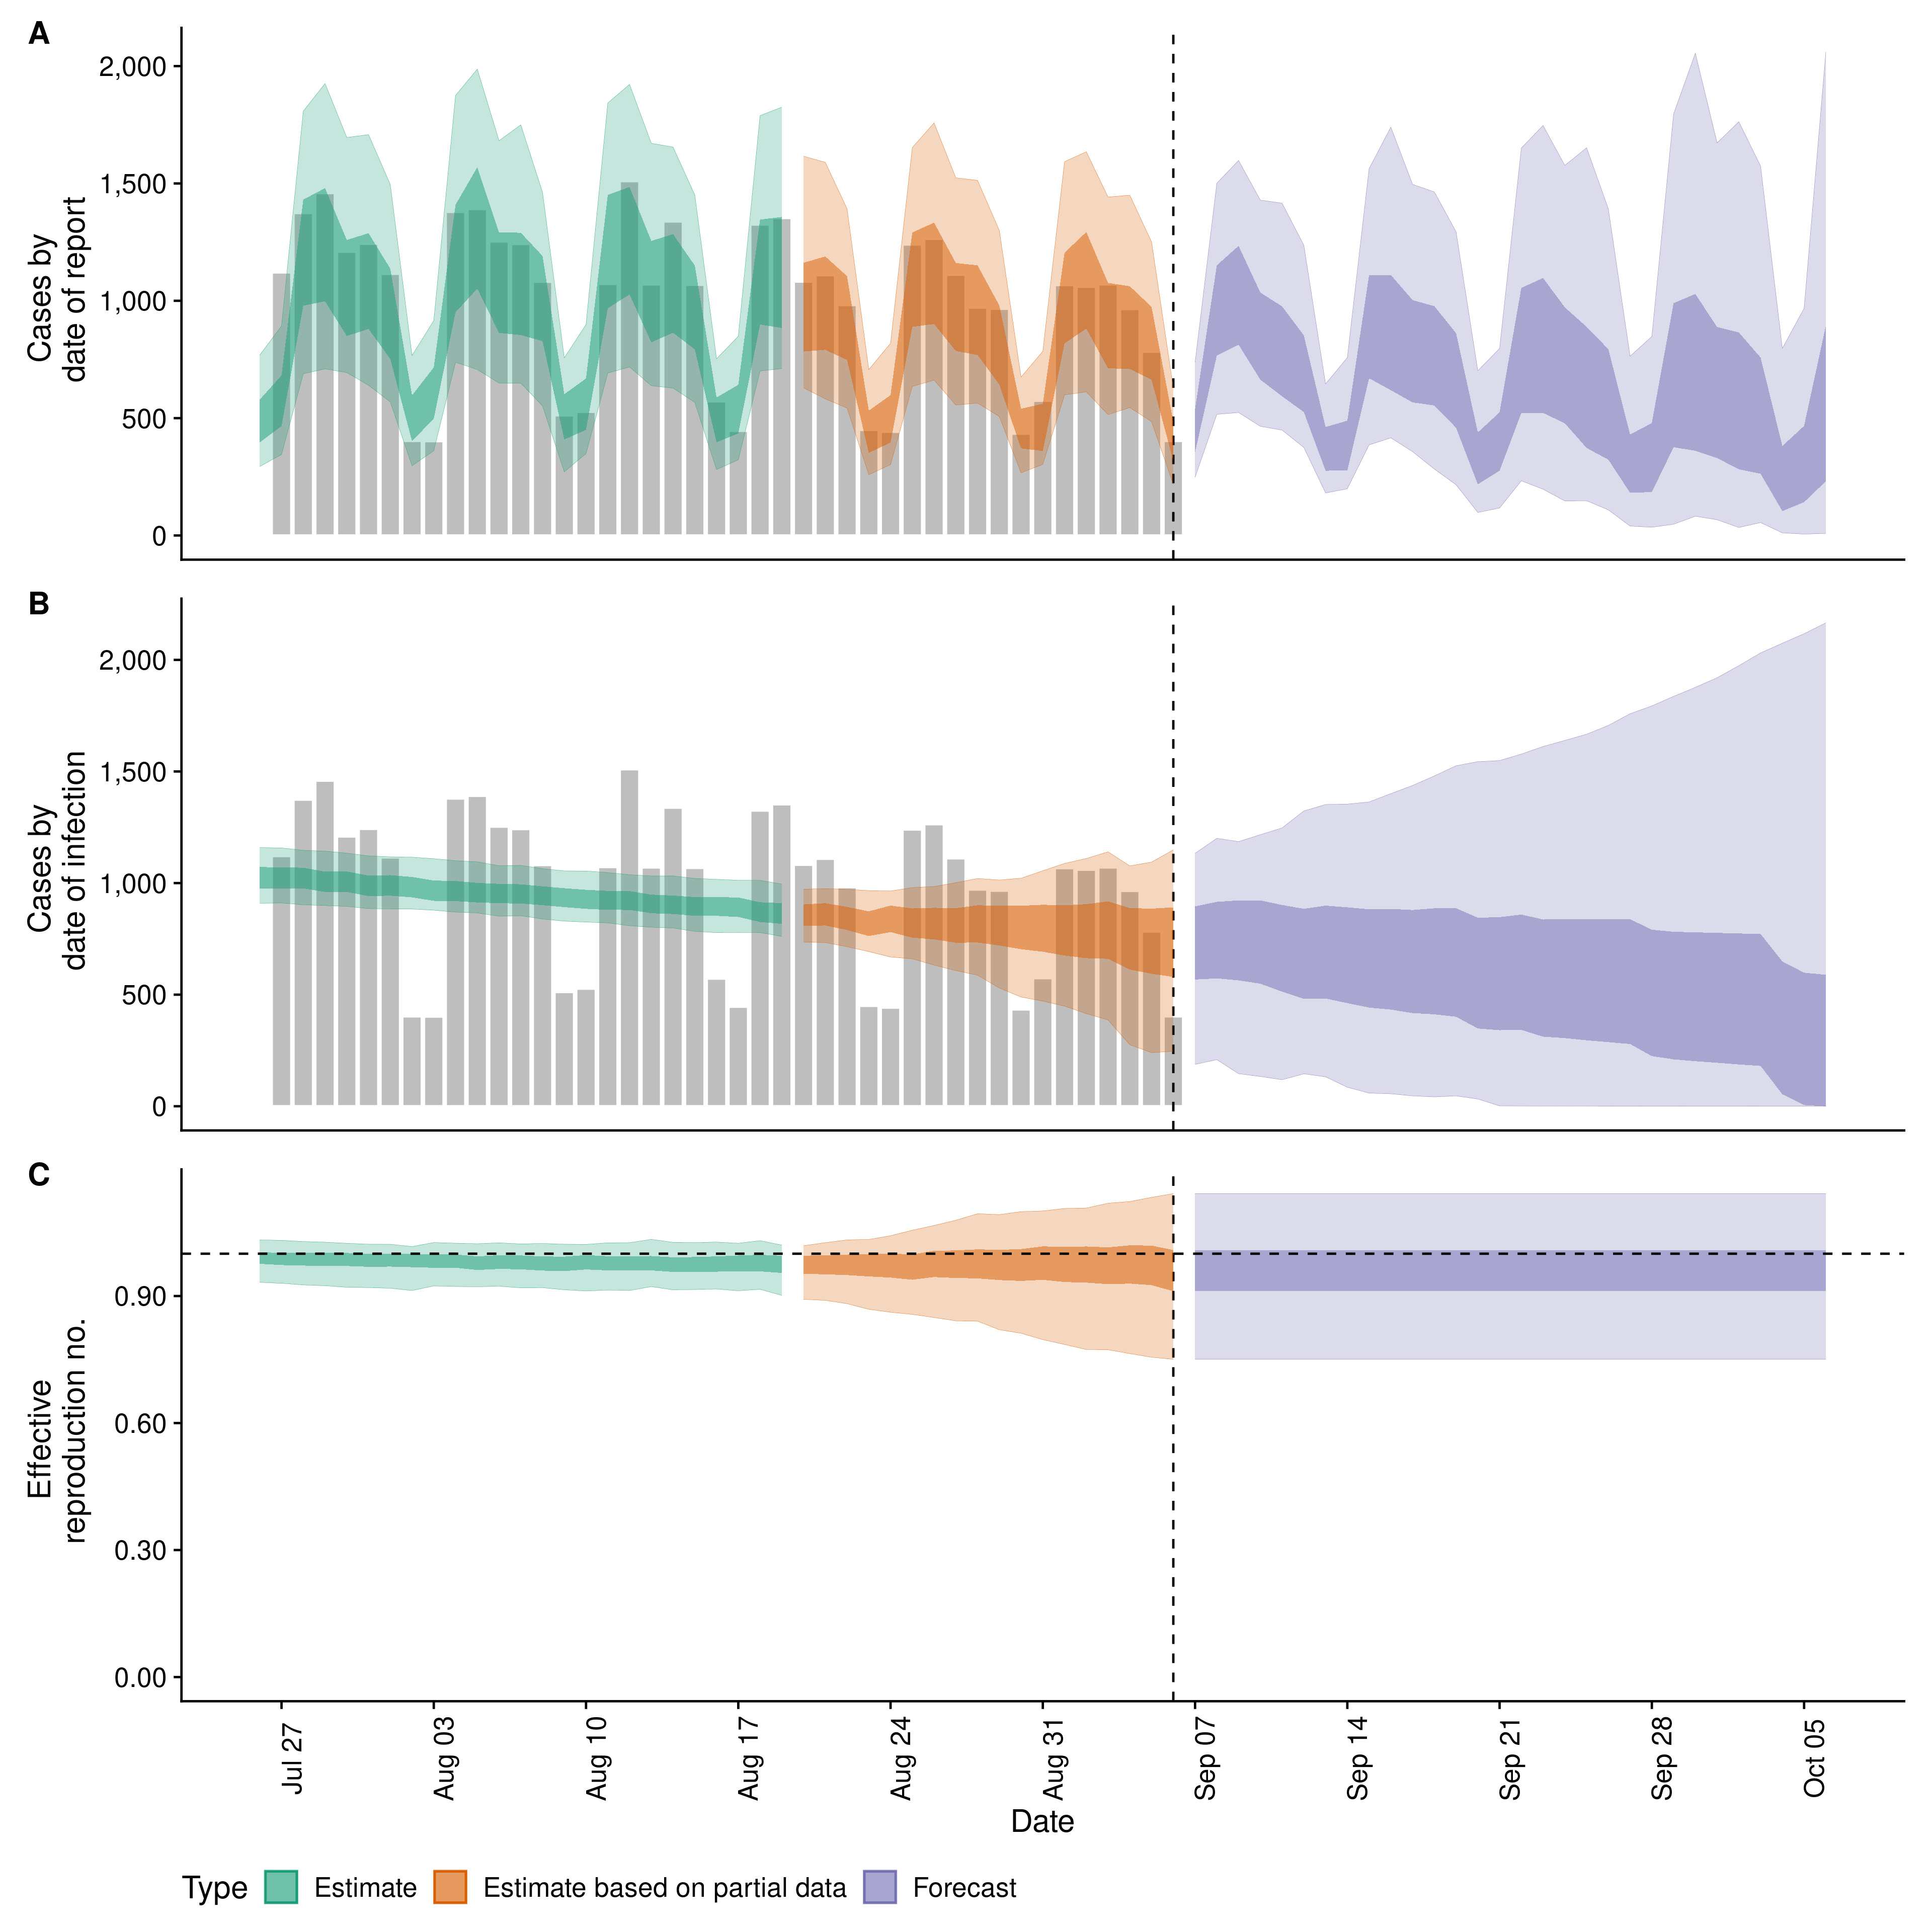 A
2,000
1,500
1,000
500
0
Cases by
date of report
B
2,000
1,500
1,000
500
0
Cases by
date of infection
C
0.90
0.60
0.30
0.00
Effective
reproduction no.
Jul 27
Aug 03
Aug 10
Aug 17
Aug 24
Aug 31
Sep 07
Sep 14
Sep 21
Sep 28
Oct 05
Date
Type Estimate Estimate based on partial data Forecast